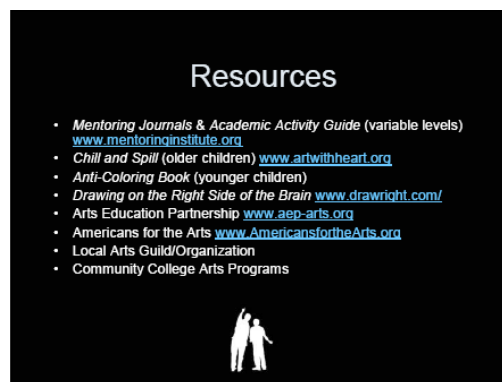 Resources
• Mentoring Journals & Academic Activity Guide (variable levels)
www.mentoringinstitute.org
• Chill and Spill (older children) www.artwithheart.org
• Anti-Coloring Book (younger children)
• Drawing on the Right Side of the Brain www.drawright.com/
• Arts Education Partnership www.aep-arts.org
• Americans for the Arts www.AmericansfortheArts.org
• Local Arts Guild/Organization
• Community College Arts Programs